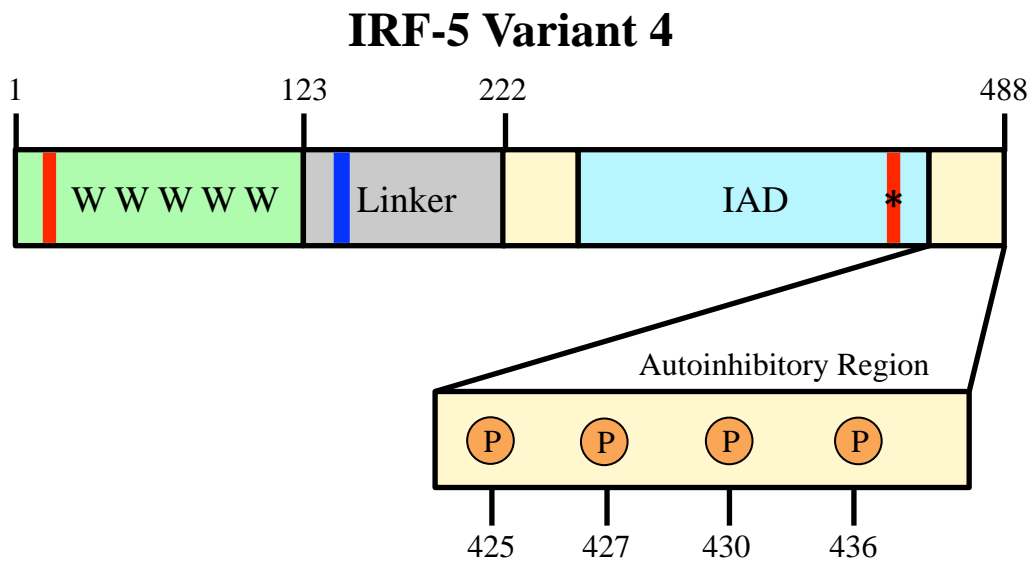 IRF-5 Variant 4
1 123 222 488
W W W W W Linker IAD *
Autoinhibitory Region
P P P P
425 427 430 436